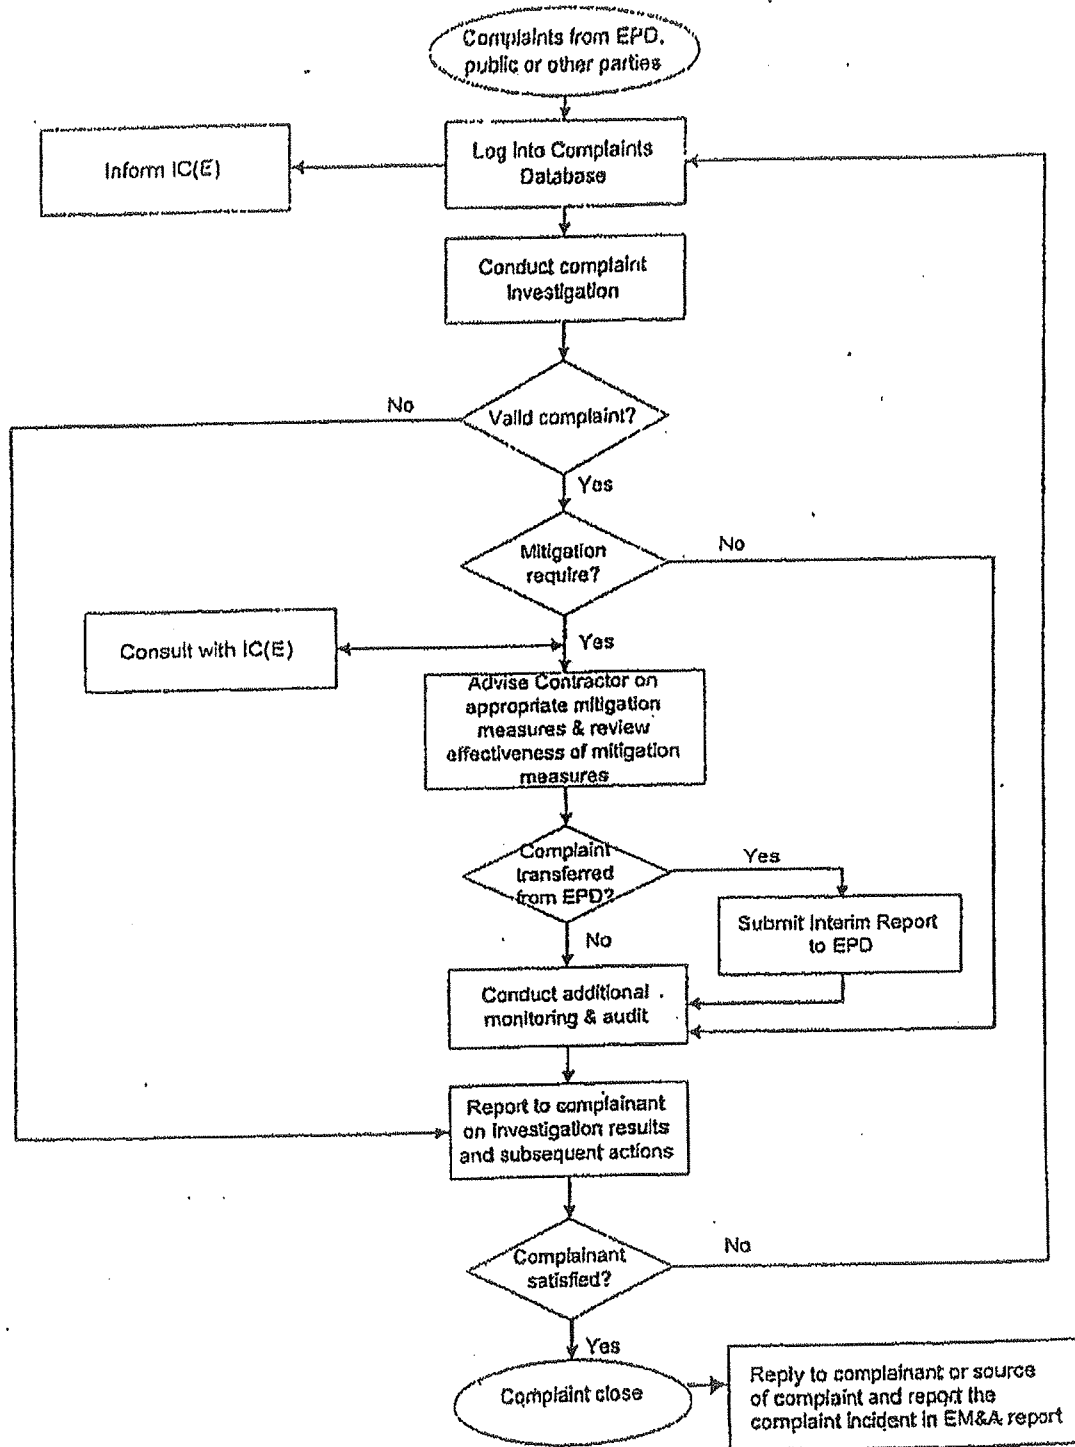 Complaints from EPD,
public or other parties
Inform IC(E)
Log into Complaints
Database
Conduct complaint
investigation
No
Valid complaint?
Yes
Mitigation
require?
No
Consult with IC(E)
Yes
Advise Contractor on
appropriate mitigation
measures & review
effectiveness of mitigation
measures
Complaint
transferred
from EPD?
Yes
Submit Interim Report
to EPD
No
Conduct additional
monitoring & audit
Report to complainant
on investigation results
and subsequent actions
Complainant
satisfied?
No
Yes
Complaint close
Reply to complainant or source
of complaint and report the
complaint incident in EM&A report